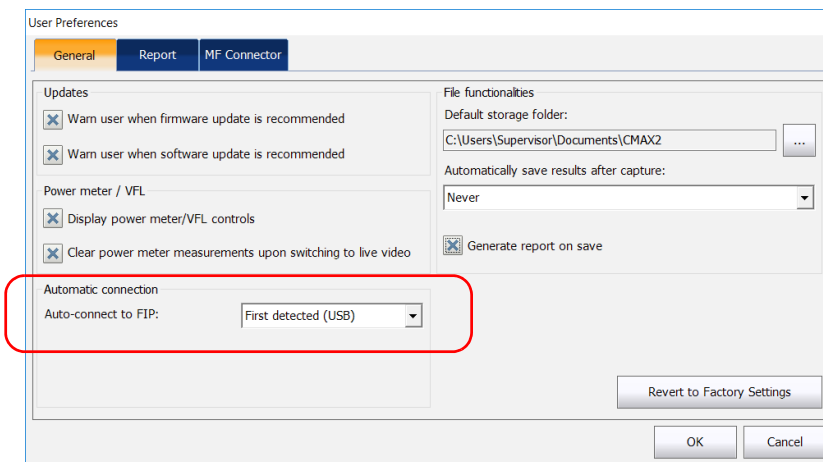 User Preferences
General Report MF Connector
Updates
Warn user when firmware update is recommended
Warn user when software update is recommended
Power meter / VFL
Display power meter/VFL controls
Clear power meter measurements upon switching to live video
Automatic connection
Auto-connect to FIP: First detected (USB)
File functionalities
Default storage folder:
C:\Users\Supervisor\Documents\CMAX2 ...
Automatically save results after capture:
Never
Generate report on save
Revert to Factory Settings
OK Cancel